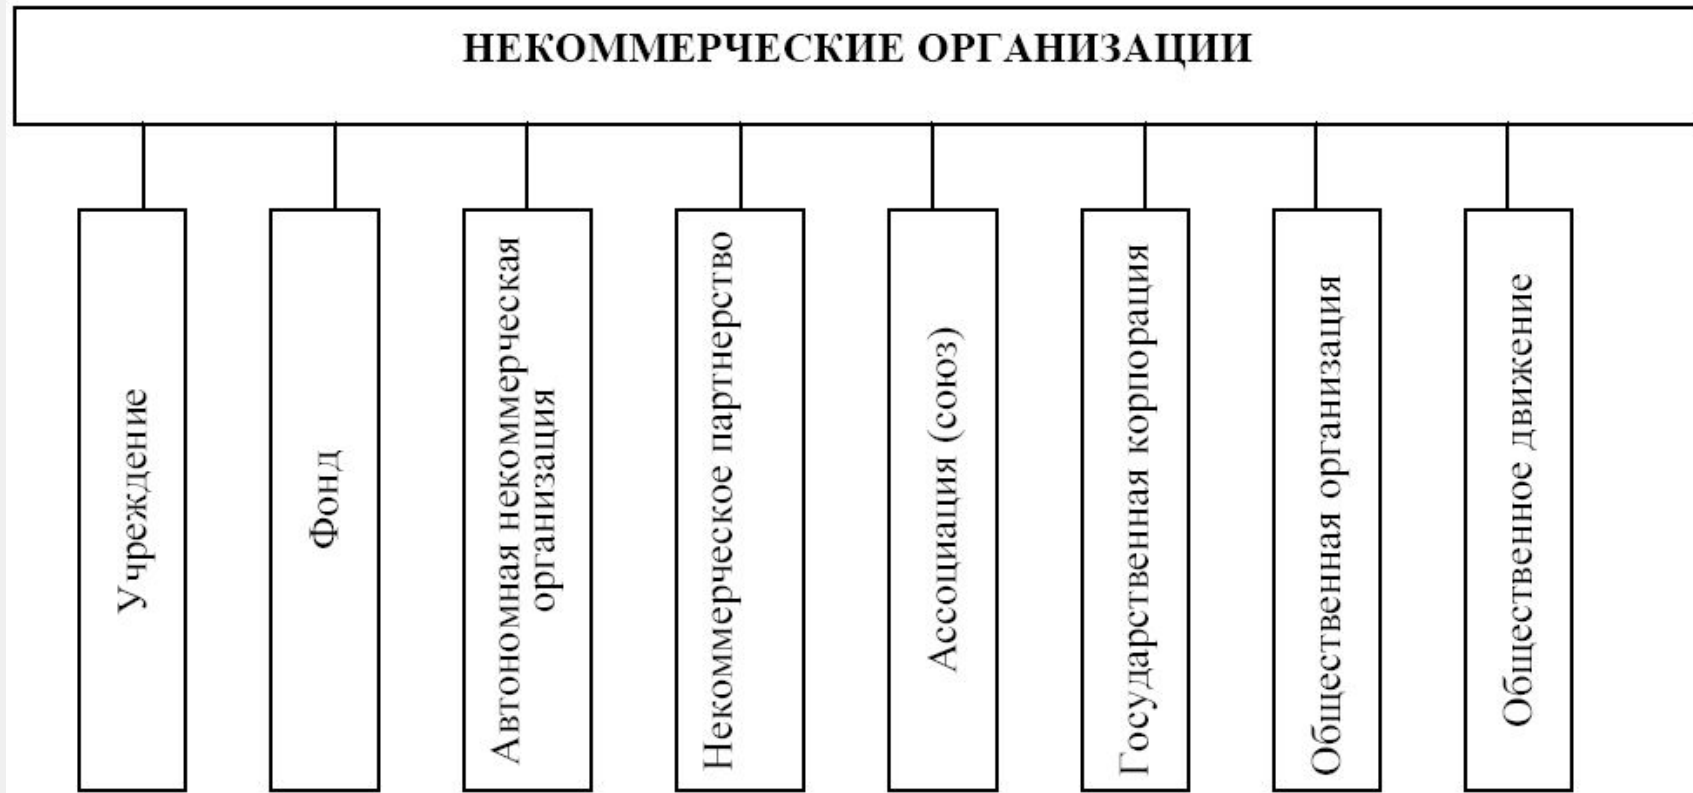 НЕКОММЕРЧЕСКИЕ ОРГАНИЗАЦИИ
Учреждение
Фонд
Автономная некоммерческая
организация
Некоммерческое партнерство
Ассоциация (союз)
Государственная корпорация
Общественная организация
Общественное движение